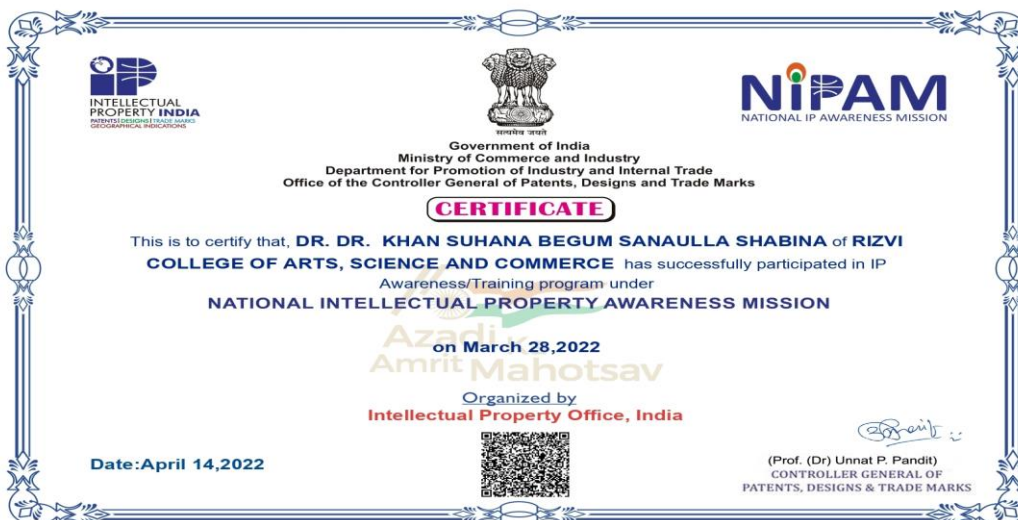 INTELLECTUAL
PROPERTY INDIA
PATENTS | DESIGNS | TRADE MARKS
GEOGRAPHICAL INDICATIONS
सत्यमेव जयते
NiPAM
NATIONAL IP AWARENESS MISSION
Government of India
Ministry of Commerce and Industry
Department for Promotion of Industry and Internal Trade
Office of the Controller General of Patents, Designs and Trade Marks
CERTIFICATE
This is to certify that, DR. DR. KHAN SUHANA BEGUM SANAULLA SHABINA of RIZVI
COLLEGE OF ARTS, SCIENCE AND COMMERCE has successfully participated in IP
Awareness/Training program under
NATIONAL INTELLECTUAL PROPERTY AWARENESS MISSION
Azadi Ka
Amrit Mahotsav
on March 28,2022
Organized by
Intellectual Property Office, India
Date:April 14,2022
(Prof. (Dr) Unnat P. Pandit)
CONTROLLER GENERAL OF
PATENTS, DESIGNS & TRADE MARKS